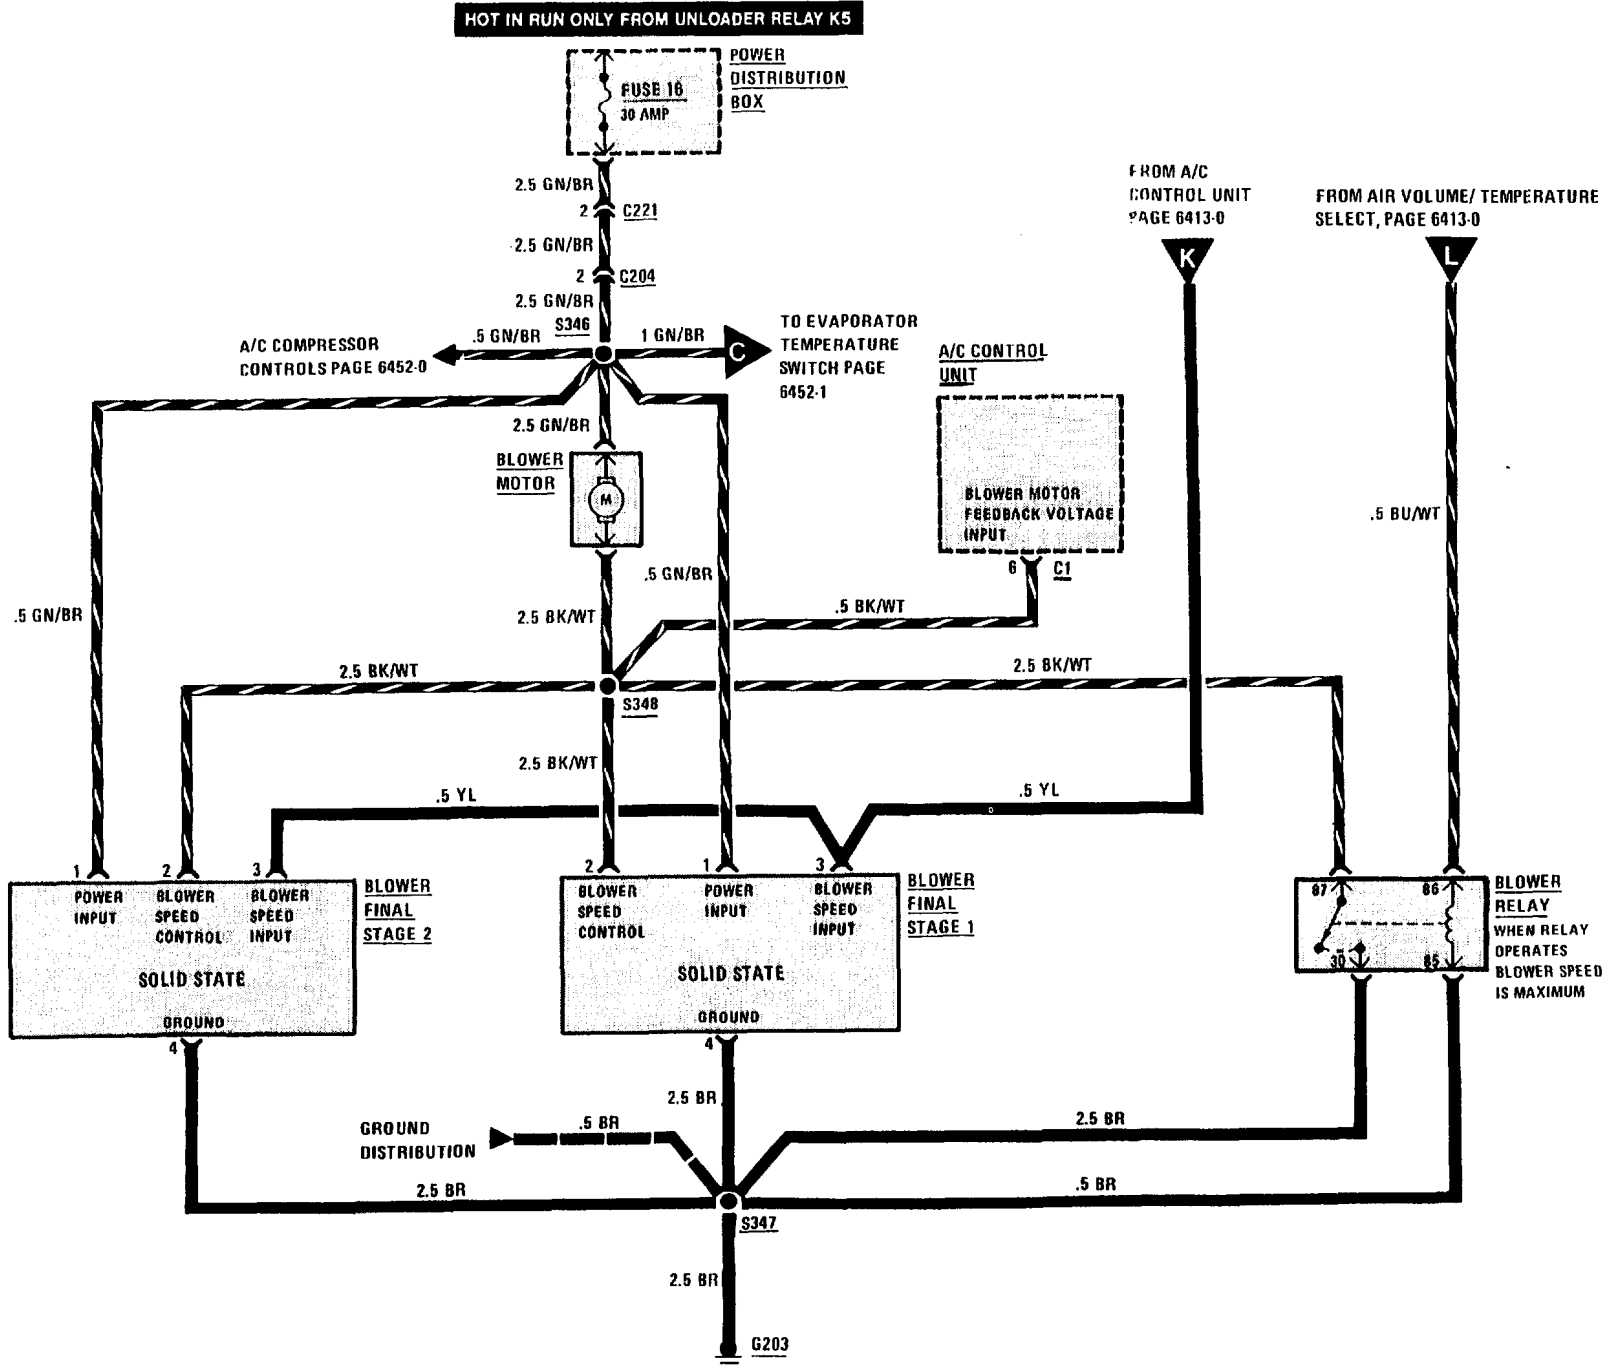 HOT IN RUN ONLY FROM UNLOADER RELAY K5
POWER
DISTRIBUTION
BOX
FUSE 16
30 AMP
2.5 GN/BR
2
C221
2.5 GN/BR
2
C204
2.5 GN/BR
S346
.5 GN/BR
1 GN/BR
A/C COMPRESSOR
CONTROLS PAGE 6452-0
C
TO EVAPORATOR
TEMPERATURE
SWITCH PAGE
6452-1
FROM A/C
CONTROL UNIT
PAGE 6413-0
K
FROM AIR VOLUME/ TEMPERATURE
SELECT, PAGE 6413-0
L
A/C CONTROL
UNIT
BLOWER MOTOR
FEEDBACK VOLTAGE
INPUT
6
C1
2.5 GN/BR
BLOWER
MOTOR
M
.5 BU/WT
.5 GN/BR
.5 GN/BR
2.5 BK/WT
.5 BK/WT
2.5 BK/WT
2.5 BK/WT
S348
2.5 BK/WT
.5 YL
.5 YL
1
2
3
POWER
INPUT
BLOWER
SPEED
CONTROL
BLOWER
SPEED
INPUT
SOLID STATE
GROUND
4
BLOWER
FINAL
STAGE 2
2
1
3
BLOWER
SPEED
CONTROL
POWER
INPUT
BLOWER
SPEED
INPUT
SOLID STATE
GROUND
4
BLOWER
FINAL
STAGE 1
87
86
30
85
BLOWER
RELAY
WHEN RELAY
OPERATES
BLOWER SPEED
IS MAXIMUM
2.5 BR
GROUND
DISTRIBUTION
.5 BR
2.5 BR
2.5 BR
.5 BR
S347
2.5 BR
G203